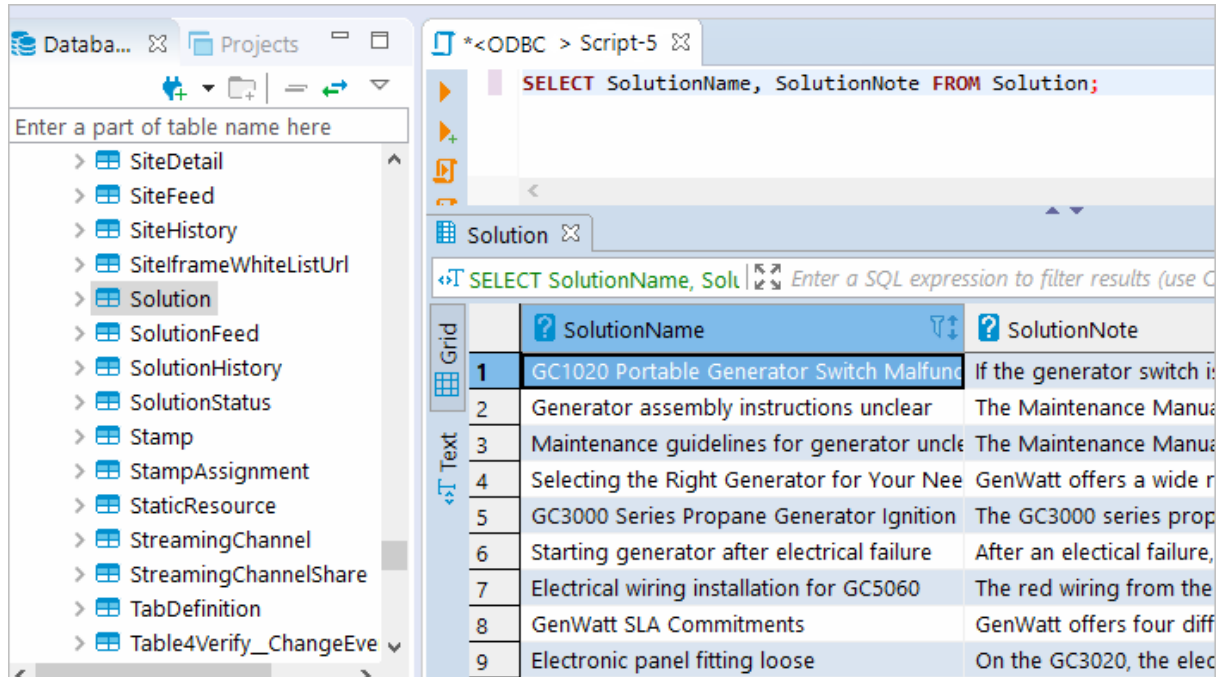 Databa...
Projects
*<ODBC > Script-5
SELECT SolutionName, SolutionNote FROM Solution;
Enter a part of table name here
SiteDetail
SiteFeed
SiteHistory
SiteIframeWhiteListUrl
Solution
SolutionFeed
SolutionHistory
SolutionStatus
Stamp
StampAssignment
StaticResource
StreamingChannel
StreamingChannelShare
TabDefinition
Table4Verify__ChangeEve
Solution
SELECT SolutionName, Solu
Enter a SQL expression to filter results (use C
Grid
Text
SolutionName SolutionNote
1 GC1020 Portable Generator Switch Malfunc If the generator switch is
2 Generator assembly instructions unclear The Maintenance Manua
3 Maintenance guidelines for generator uncle The Maintenance Manua
4 Selecting the Right Generator for Your Nee GenWatt offers a wide r
5 GC3000 Series Propane Generator Ignition The GC3000 series prop
6 Starting generator after electrical failure After an electical failure,
7 Electrical wiring installation for GC5060 The red wiring from the
8 GenWatt SLA Commitments GenWatt offers four diff
9 Electronic panel fitting loose On the GC3020, the elec